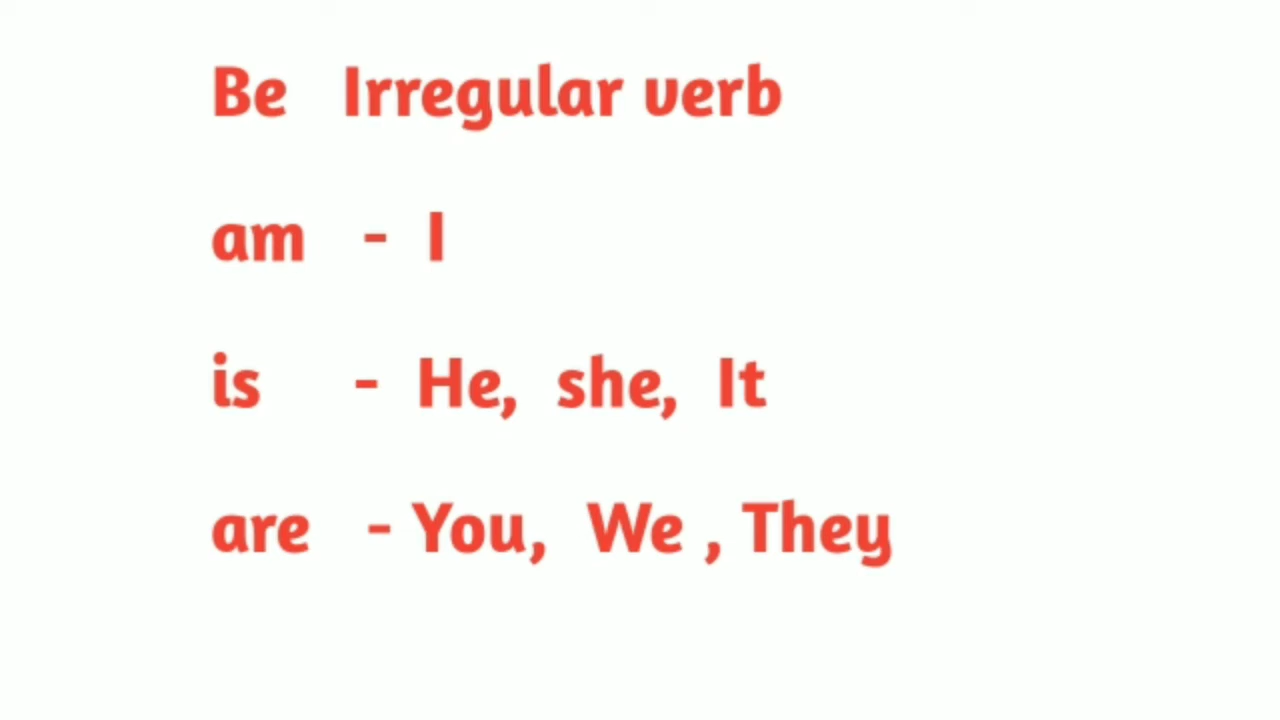 Be Irregular verb
am - I
is - He, she, It
are - You, We , They